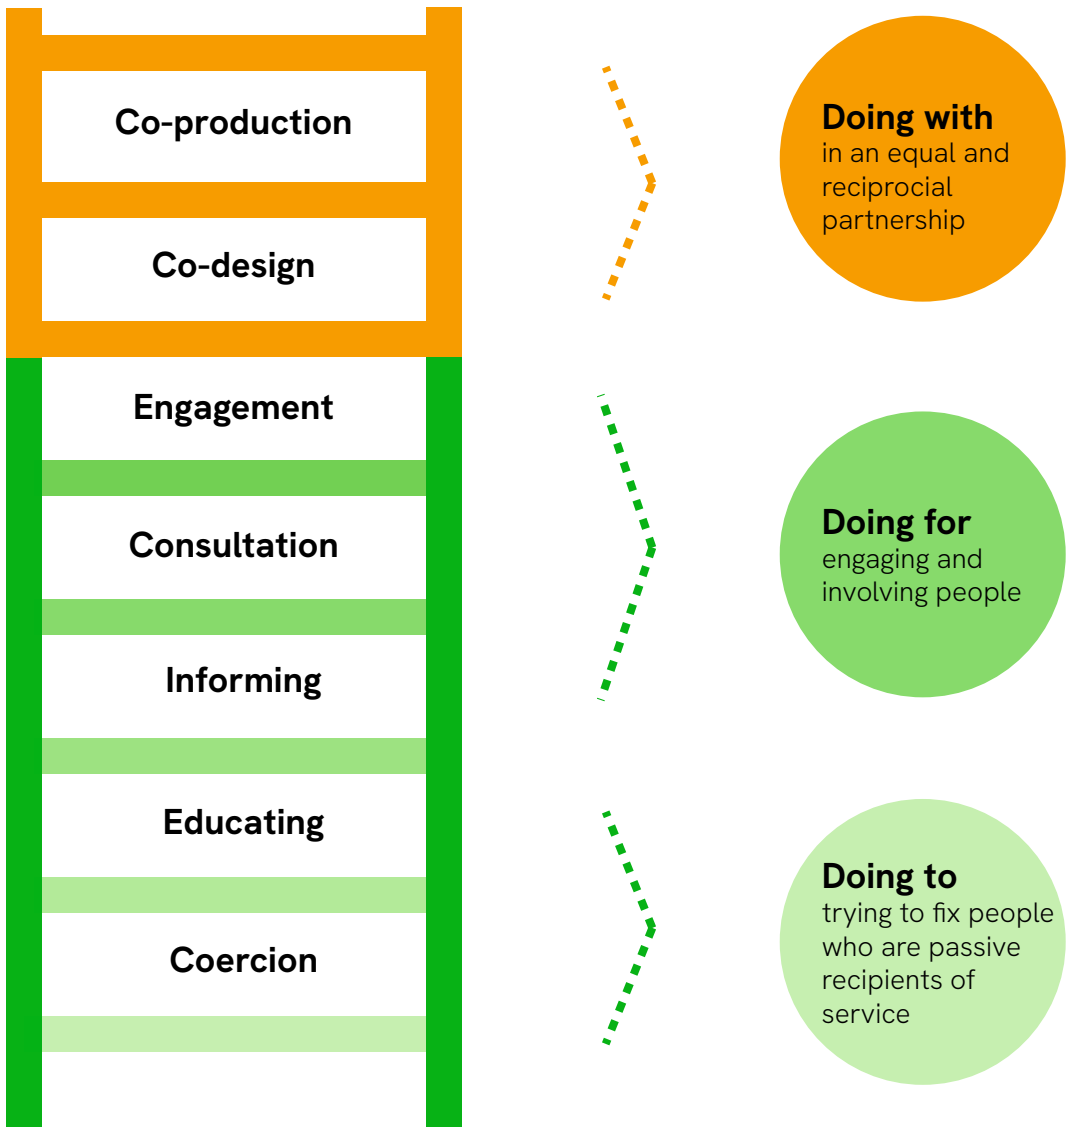 Co-production
Co-design
Engagement
Consultation
Informing
Educating
Coercion
Doing with
in an equal and
reciprocial
partnership
Doing for
engaging and
involving people
Doing to
trying to fix people
who are passive
recipients of
service